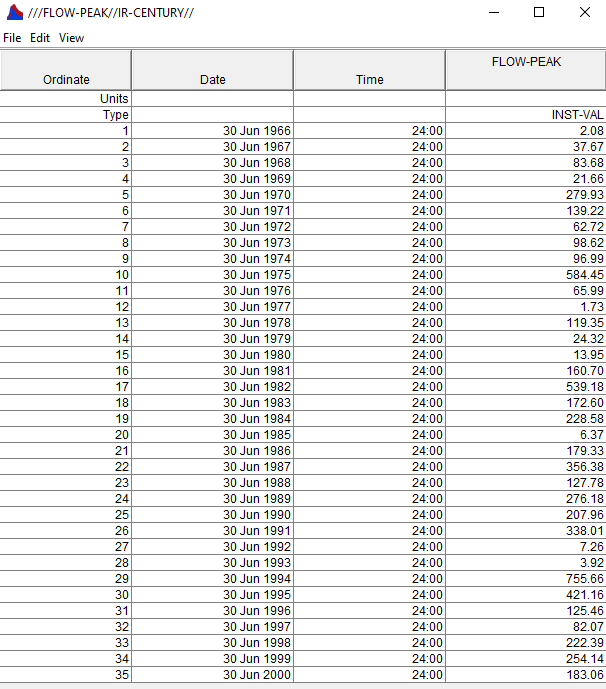 ///FLOW-PEAK//IR-CENTURY//
File Edit View
Ordinate Date Time FLOW-PEAK
Units
Type INST-VAL
1 30 Jun 1966 24:00 2.08
2 30 Jun 1967 24:00 37.67
3 30 Jun 1968 24:00 83.68
4 30 Jun 1969 24:00 21.66
5 30 Jun 1970 24:00 279.93
6 30 Jun 1971 24:00 139.22
7 30 Jun 1972 24:00 62.72
8 30 Jun 1973 24:00 98.62
9 30 Jun 1974 24:00 96.99
10 30 Jun 1975 24:00 584.45
11 30 Jun 1976 24:00 65.99
12 30 Jun 1977 24:00 1.73
13 30 Jun 1978 24:00 119.35
14 30 Jun 1979 24:00 24.32
15 30 Jun 1980 24:00 13.95
16 30 Jun 1981 24:00 160.70
17 30 Jun 1982 24:00 539.18
18 30 Jun 1983 24:00 172.60
19 30 Jun 1984 24:00 228.58
20 30 Jun 1985 24:00 6.37
21 30 Jun 1986 24:00 179.33
22 30 Jun 1987 24:00 356.38
23 30 Jun 1988 24:00 127.78
24 30 Jun 1989 24:00 276.18
25 30 Jun 1990 24:00 207.96
26 30 Jun 1991 24:00 338.01
27 30 Jun 1992 24:00 7.26
28 30 Jun 1993 24:00 3.92
29 30 Jun 1994 24:00 755.66
30 30 Jun 1995 24:00 421.16
31 30 Jun 1996 24:00 125.46
32 30 Jun 1997 24:00 82.07
33 30 Jun 1998 24:00 222.39
34 30 Jun 1999 24:00 254.14
35 30 Jun 2000 24:00 183.06